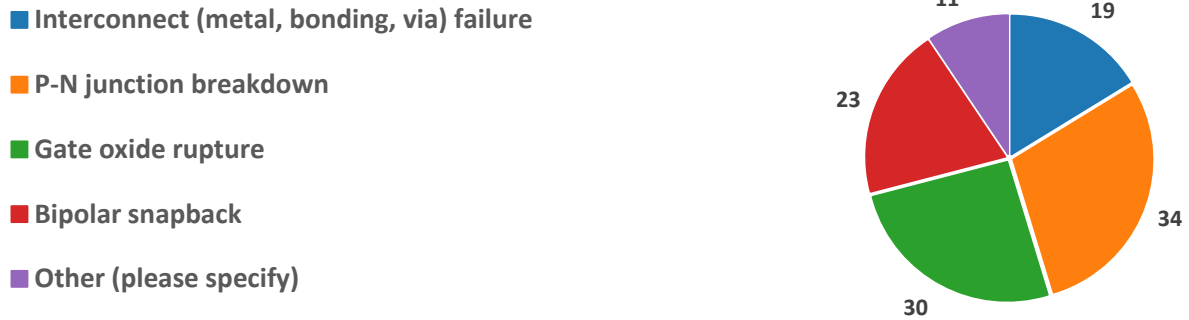 Interconnect (metal, bonding, via) failure
P-N junction breakdown
Gate oxide rupture
Bipolar snapback
Other (please specify)
11
19
23
34
30